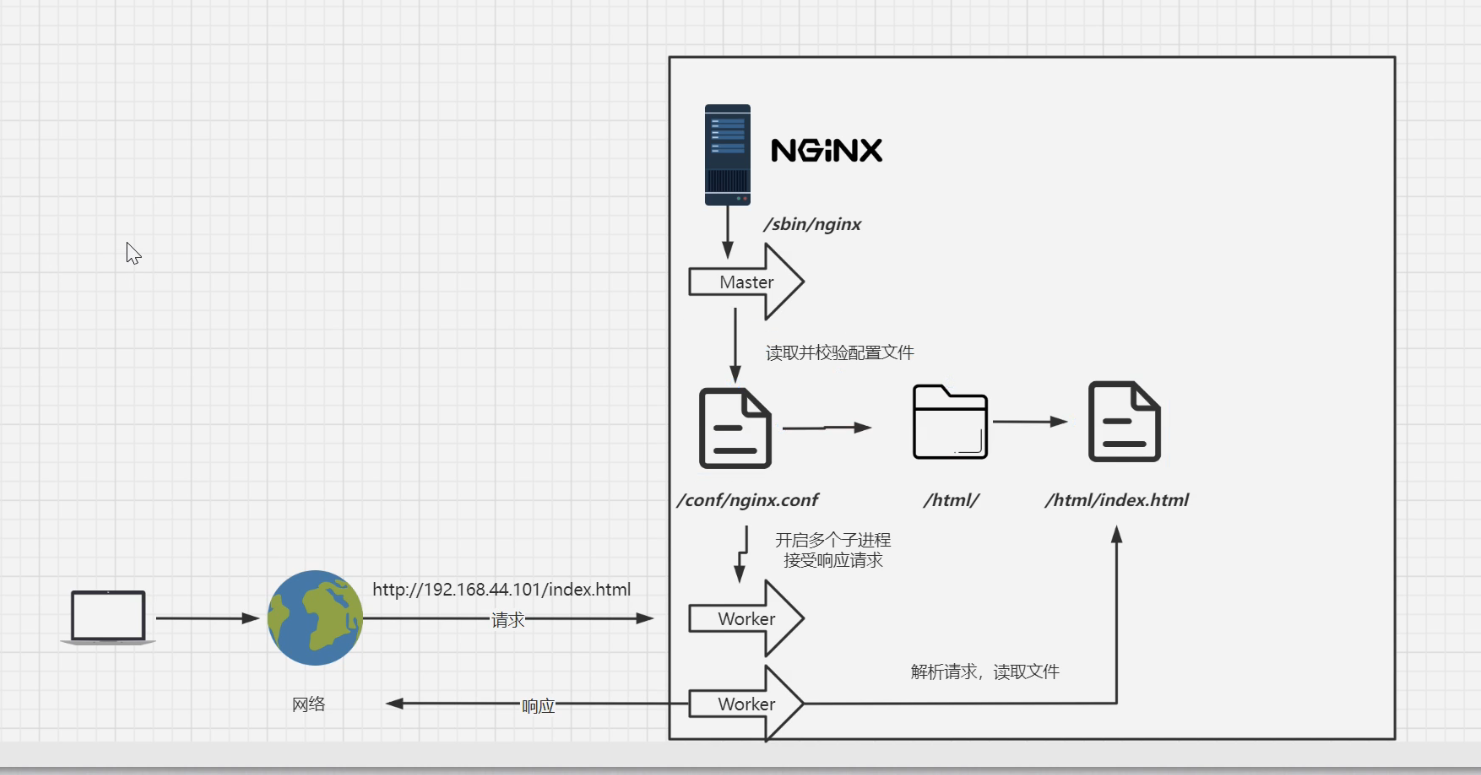 NGiNX
/sbin/nginx
Master
读取并校验配置文件
/conf/nginx.conf
/html/
/html/index.html
开启多个子进程
接受响应请求
http://192.168.44.101/index.html
请求
Worker
解析请求，读取文件
网络
响应
Worker